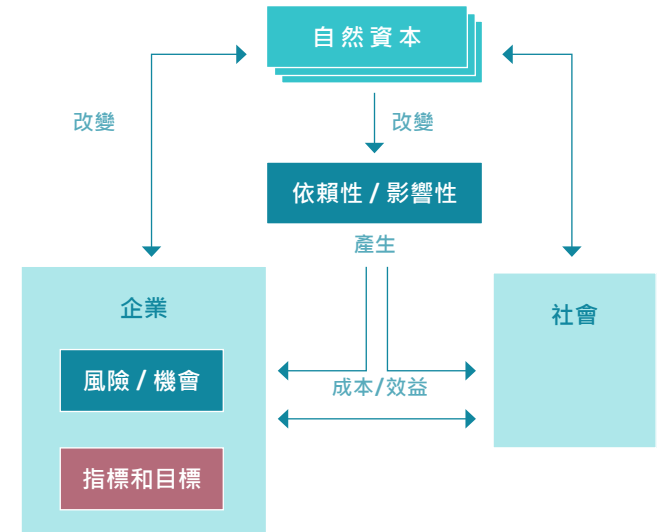 自然資本
改變
改變
依賴性 / 影響性
產生
企業
社會
風險 / 機會
成本/效益
指標和目標